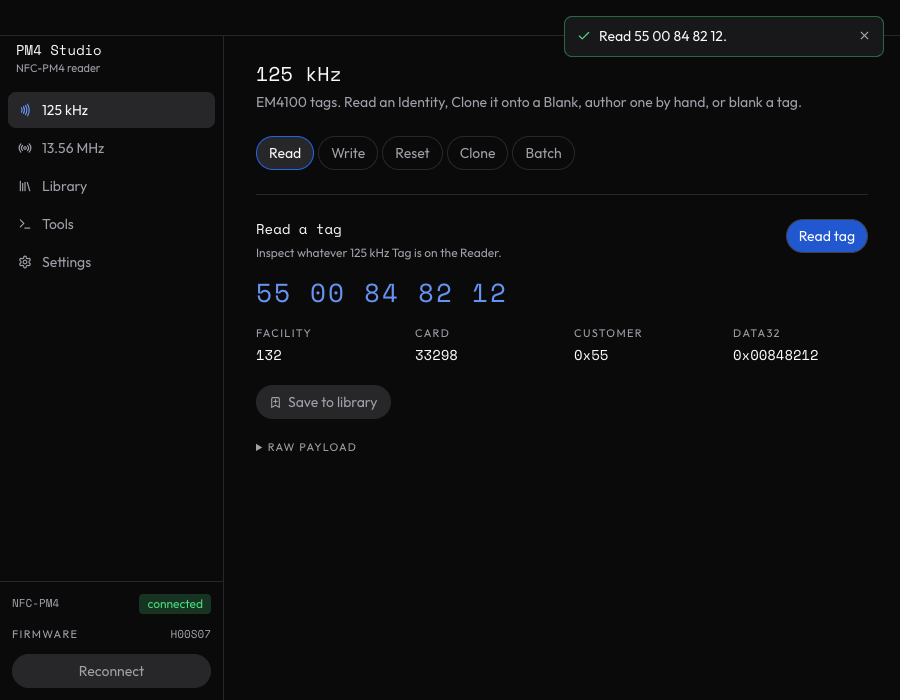 Read 55 00 84 82 12.
PM4 Studio
NFC-PM4 reader
125 kHz
13.56 MHz
Library
Tools
Settings
NFC-PM4 connected
FIRMWARE H00S07
Reconnect
125 kHz
EM4100 tags. Read an Identity, Clone it onto a Blank, author one by hand, or blank a tag.
Read Write Reset Clone Batch
Read a tag
Read tag
Inspect whatever 125 kHz Tag is on the Reader.
55 00 84 82 12
FACILITY CARD CUSTOMER DATA32
132 33298 0x55 0x00848212
Save to library
RAW PAYLOAD